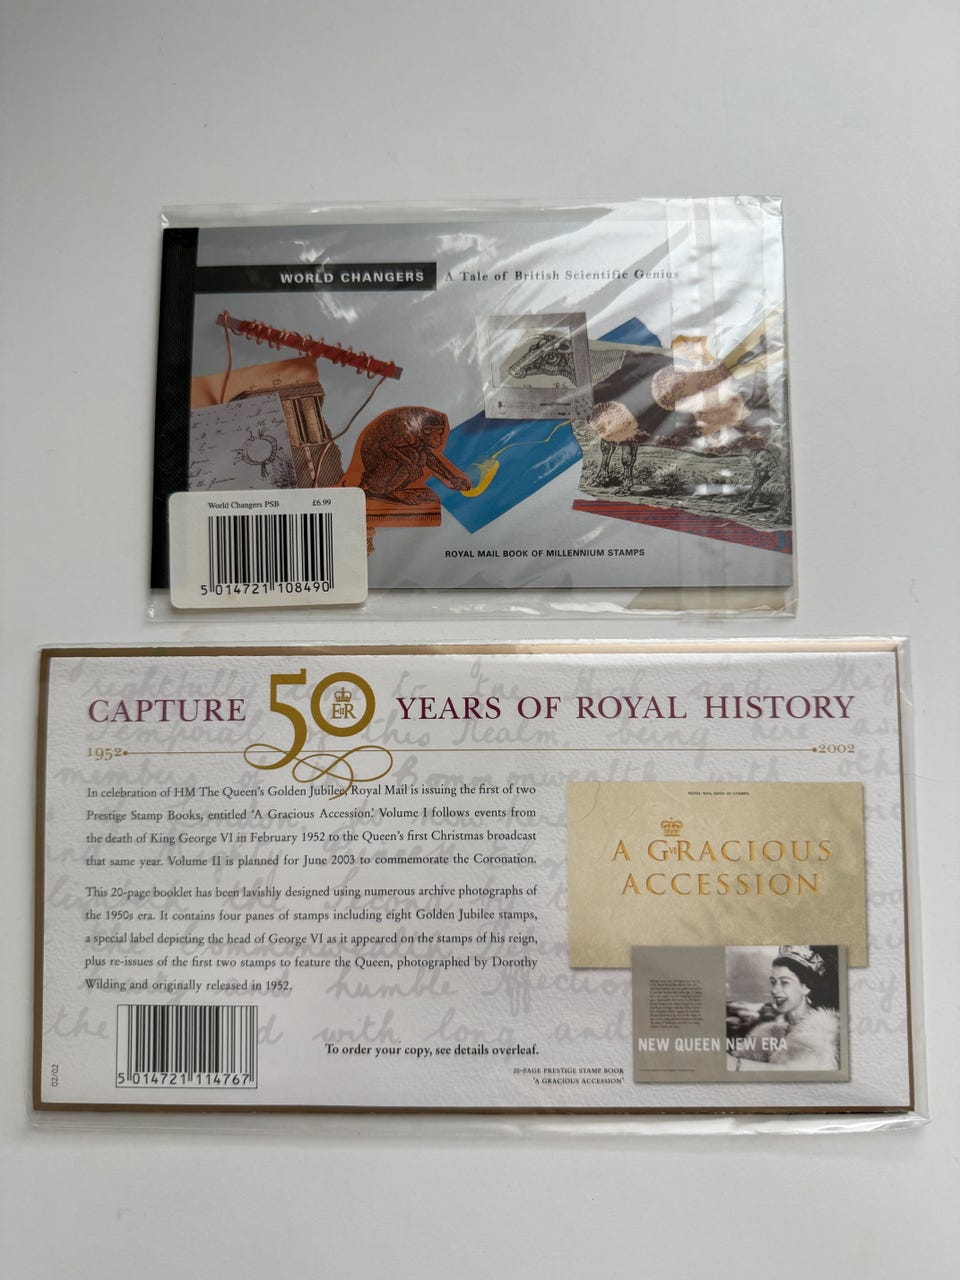 WORLD CHANGERS A Tale of British Scientific Genius
World Changers PSB £6.99
5 014721 108490
ROYAL MAIL BOOK OF MILLENNIUM STAMPS
CAPTURE 50 YEARS OF ROYAL HISTORY
EIIR
1952 2002
In celebration of HM The Queen's Golden Jubilee, Royal Mail is issuing the first of two
Prestige Stamp Books, entitled 'A Gracious Accession'. Volume I follows events from
the death of King George VI in February 1952 to the Queen's first Christmas broadcast
that same year. Volume II is planned for June 2003 to commemorate the Coronation.
This 20-page booklet has been lavishly designed using numerous archive photographs of
the 1950s era. It contains four panes of stamps including eight Golden Jubilee stamps,
a special label depicting the head of George VI as it appeared on the stamps of his reign,
plus re-issues of the first two stamps to feature the Queen, photographed by Dorothy
Wilding and originally released in 1952.
5 014721 114767
02/02
To order your copy, see details overleaf.
ROYAL MAIL BOOK OF STAMPS
A GRACIOUS
ACCESSION
NEW QUEEN NEW ERA
20-PAGE PRESTIGE STAMP BOOK
'A GRACIOUS ACCESSION'